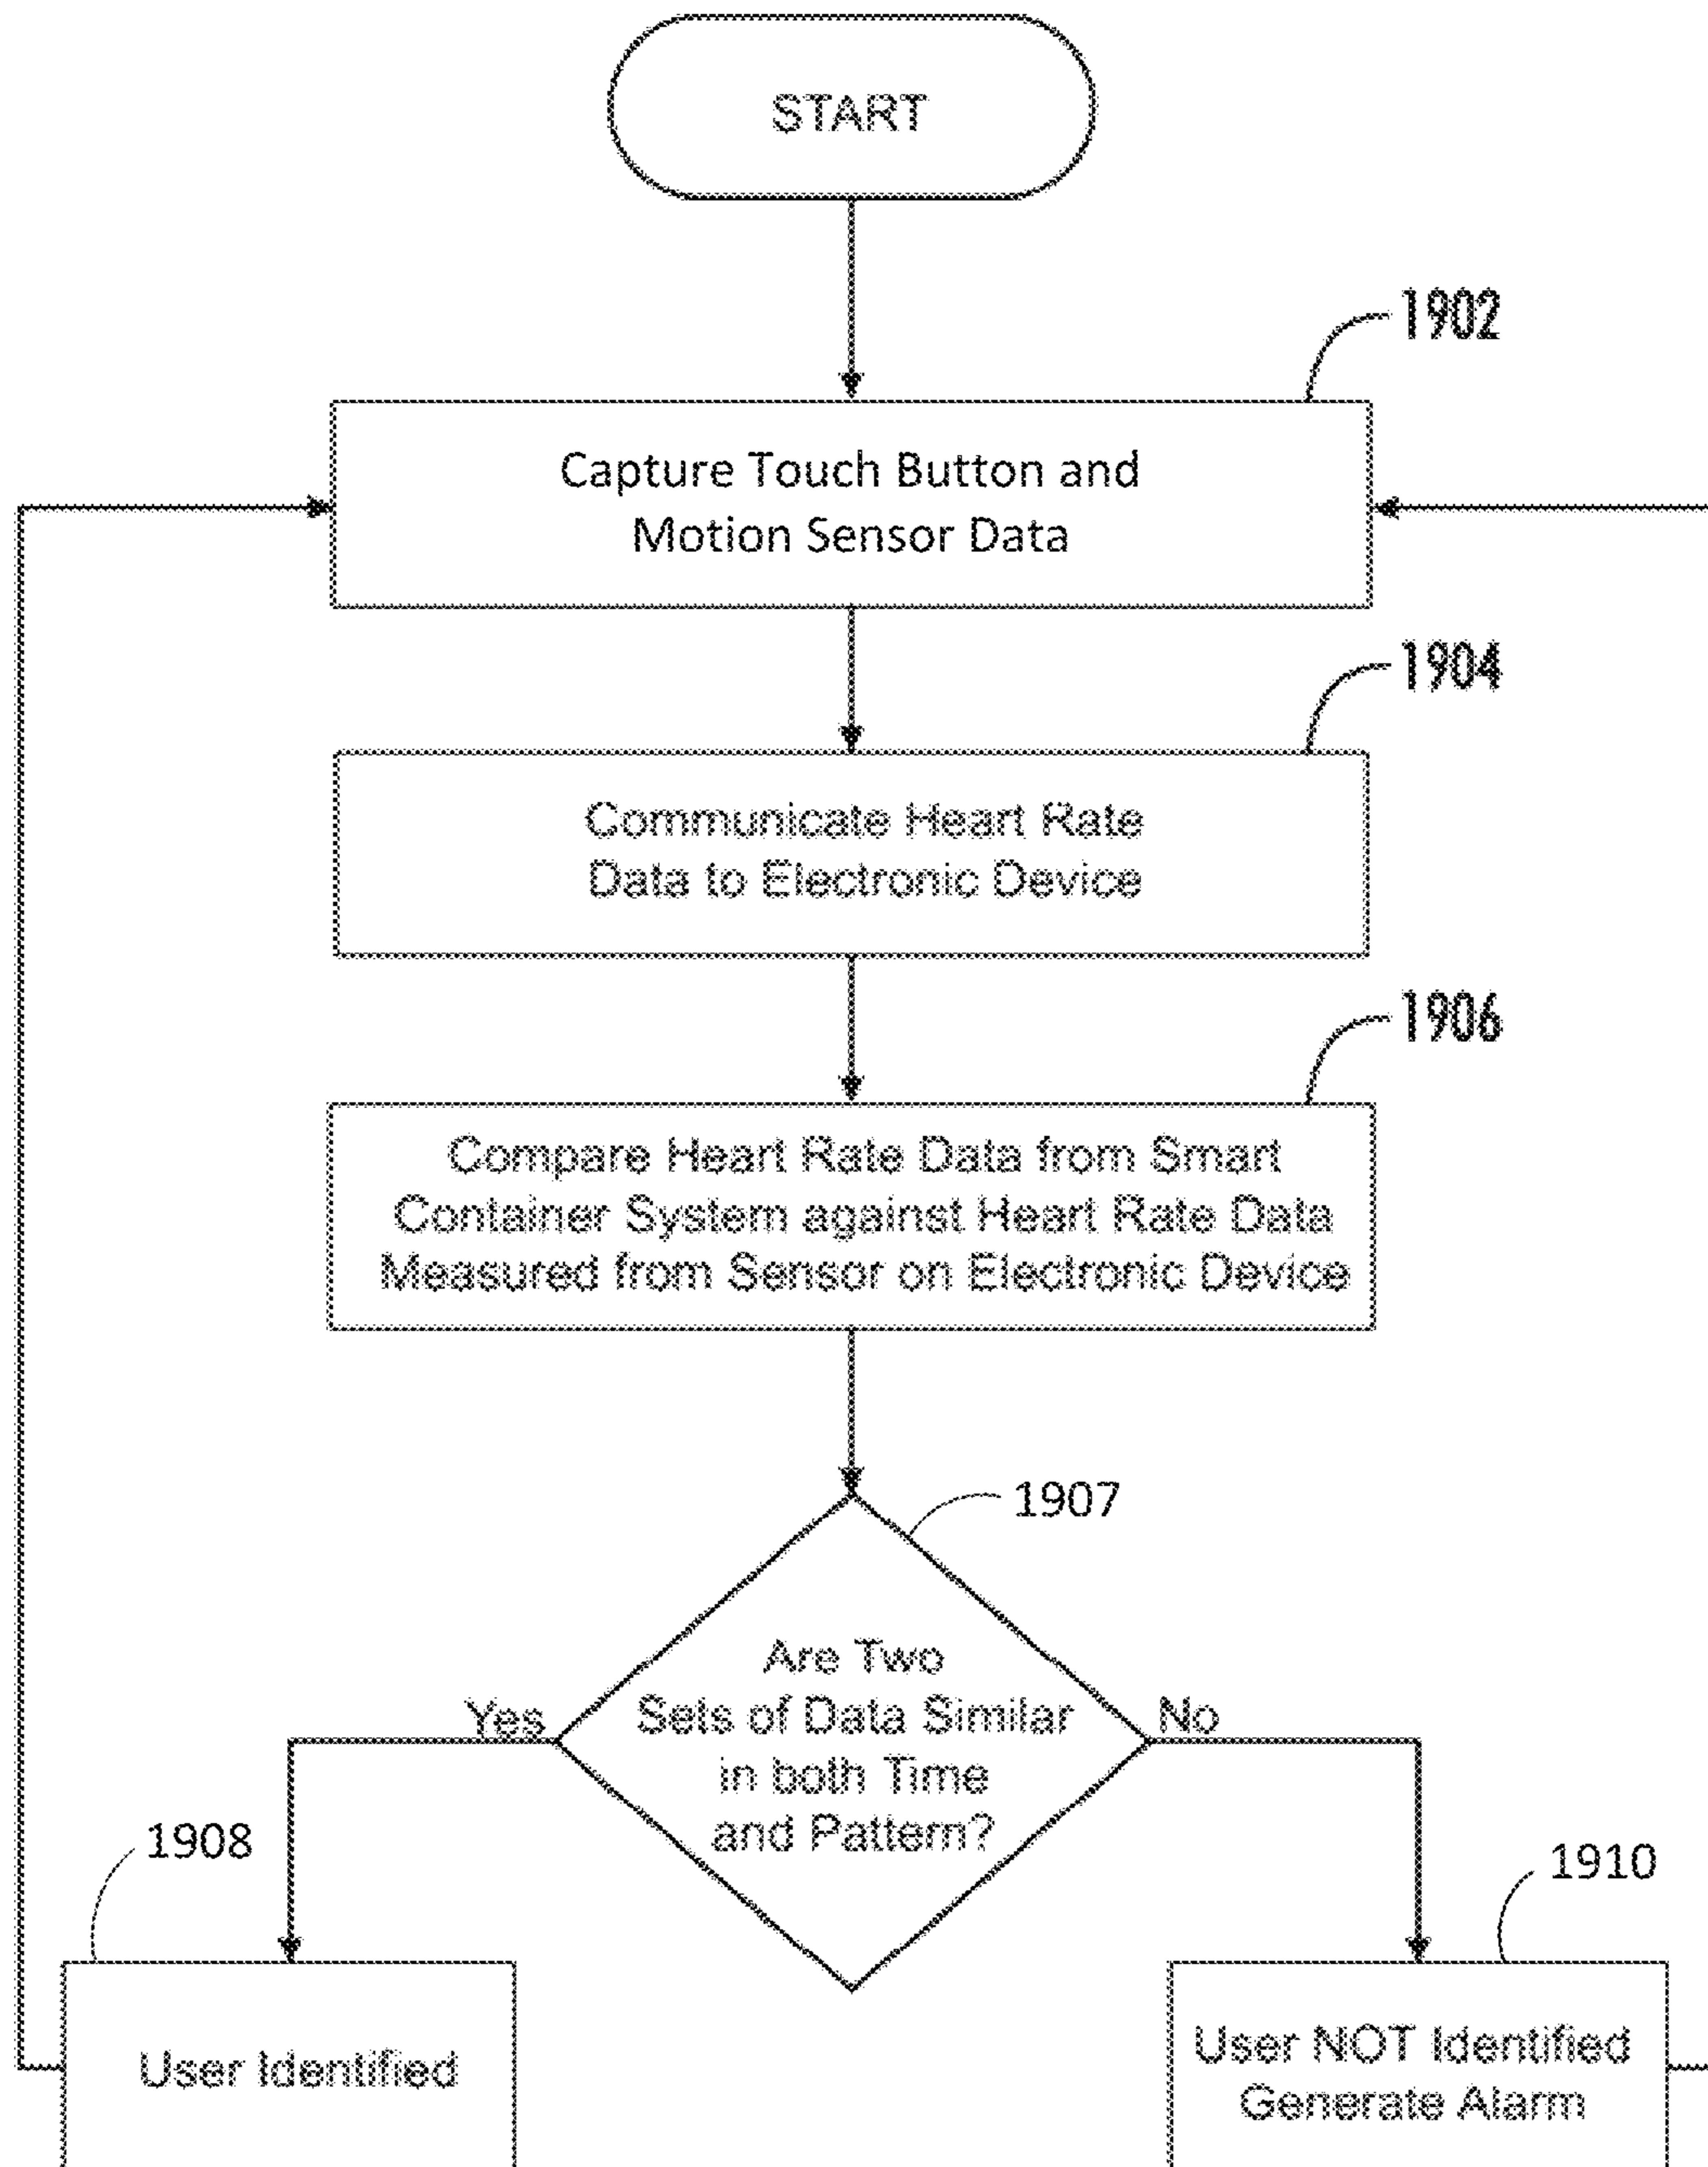 START
1902
Capture Touch Button and
Motion Sensor Data
1904
Communicate Heart Rate
Data to Electronic Device
1906
Compare Heart Rate Data from Smart
Container System against Heart Rate Data
Measured from Sensor on Electronic Device
1907
Are Two
Sets of Data Similar
in both Time
and Pattern?
Yes
No
1908
User Identified
1910
User NOT Identified
Generate Alarm